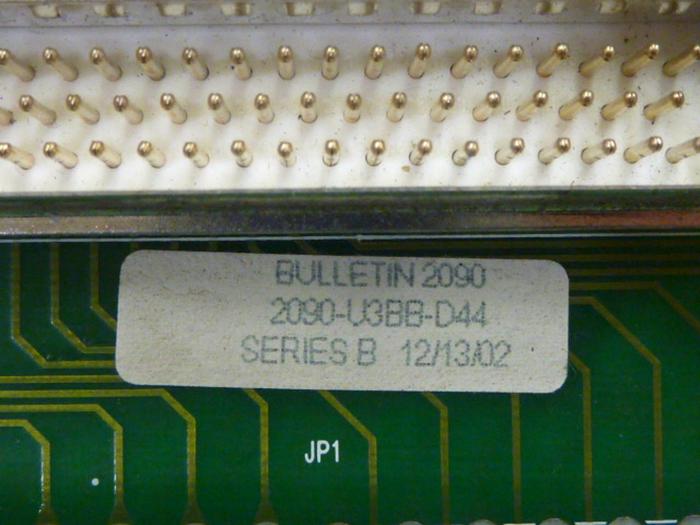 BULLETIN 2090
2090-U3BB-D44
SERIES B 12/13/02
JP1